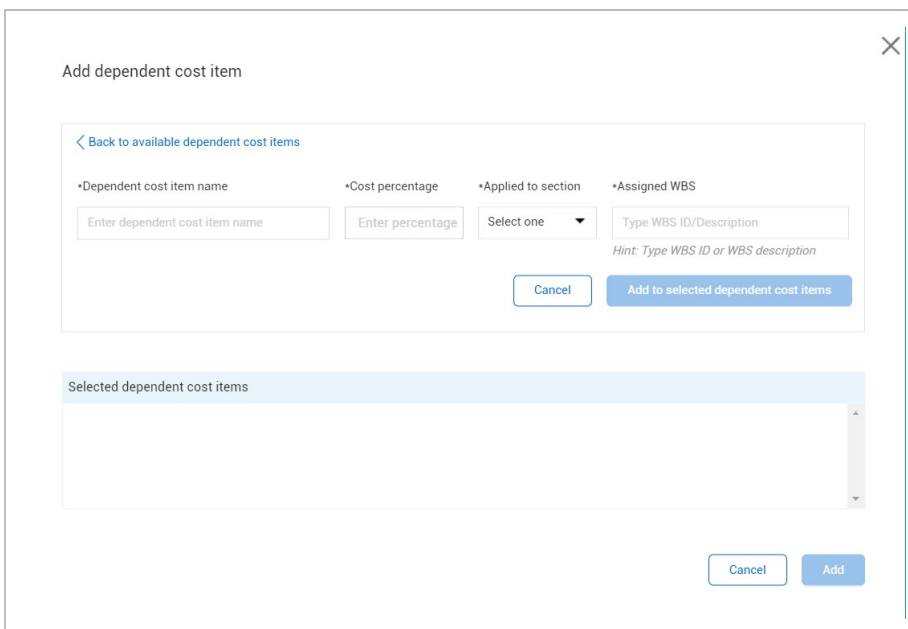 Add dependent cost item
Back to available dependent cost items
*Dependent cost item name *Cost percentage *Applied to section *Assigned WBS
Enter dependent cost item name Enter percentage Select one Type WBS ID/Description
Hint: Type WBS ID or WBS description
Cancel Add to selected dependent cost items
Selected dependent cost items
Cancel Add